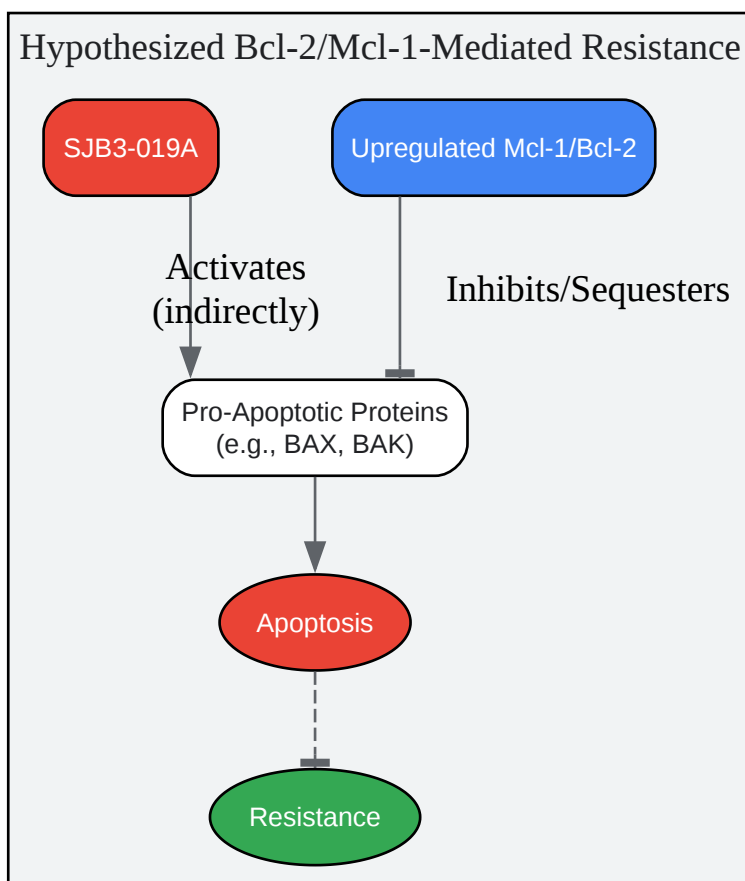 Hypothesized Bcl-2/Mcl-1-Mediated Resistance
SJB3-019A
Upregulated Mcl-1/Bcl-2
Activates
(indirectly)
Inhibits/Sequesters
Pro-Apoptotic Proteins
(e.g., BAX, BAK)
Apoptosis
Resistance